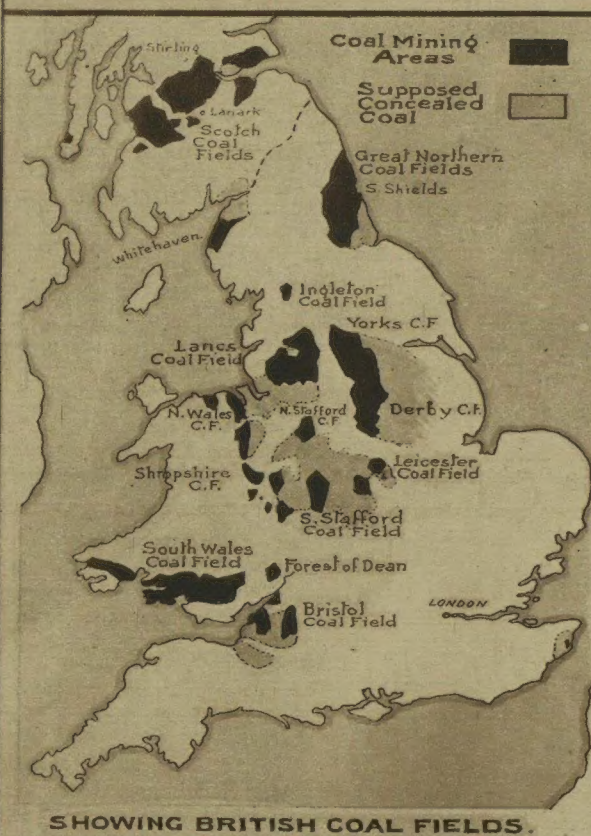 Coal Mining
Areas
Supposed
Concealed
Coal
Stirling
Lanark
Scotch
Coal
Fields
Great Northern
Coal Fields
S. Shields
Whitehaven
Ingleton
Coal Field
Yorks C.F
Lancs
Coal Field
N. Wales
C.F.
N. Stafford
C F
Derby C.F.
Shropshire
C.F.
Leicester
Coal Field
S. Stafford
Coal Field
South Wales
Coal Field
Forest of Dean
Bristol
Coal Field
LONDON
SHOWING BRITISH COAL FIELDS.